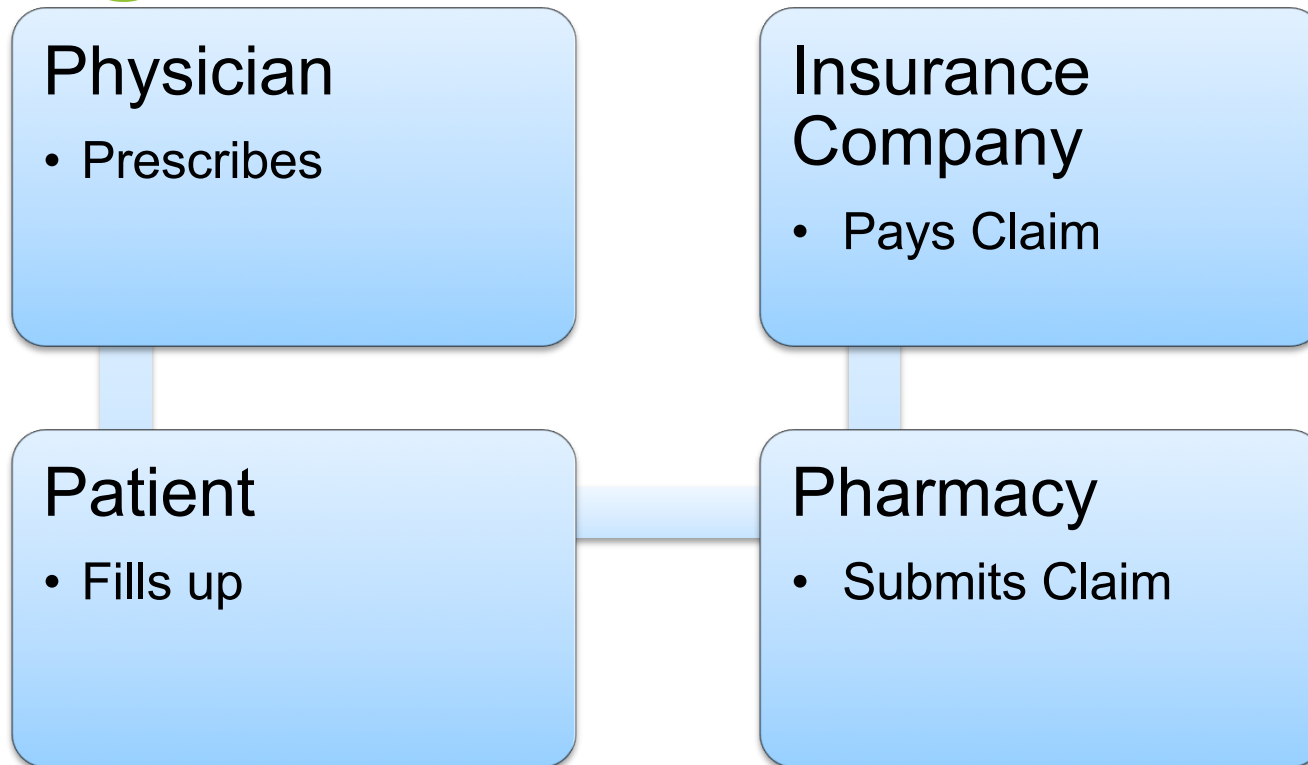 Physician
• Prescribes
Patient
• Fills up
Pharmacy
• Submits Claim
Insurance
Company
• Pays Claim